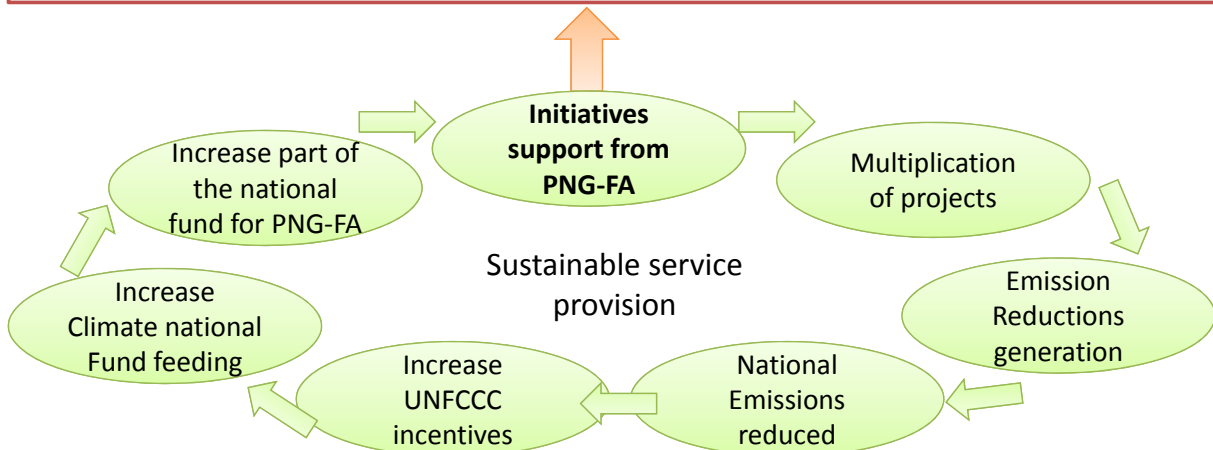 Initiatives
support from
PNG-FA
Multiplication
of projects
Emission
Reductions
generation
National
Emissions
reduced
Increase
UNFCCC
incentives
Increase
Climate national
Fund feeding
Increase part of
the national
fund for PNG-FA
Sustainable service
provision